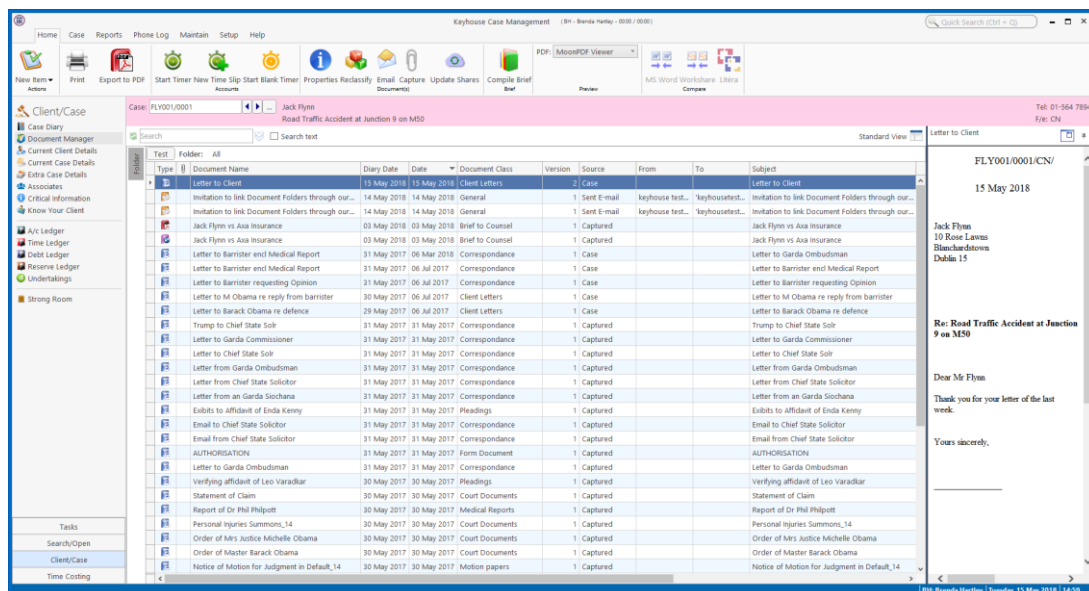 Keyhouse Case Management (BH - Brenda Hartley - 00:00 / 00:00)
Quick Search (Ctrl + Q)
Home Case Reports Phone Log Maintain Setup Help
PDF: MoonPDF Viewer
New Item Print Export to PDF Start Timer New Time Slip Start Blank Timer Properties Reclassify Email Capture Update Shares Compile Brief MS Word Workshare Litera
Actions Accounts Document(s) Brief Preview Compare
Client/Case
Case Diary
Document Manager
Current Client Details
Current Case Details
Extra Case Details
Associates
Critical Information
Know Your Client
A/c Ledger
Time Ledger
Debt Ledger
Reserve Ledger
Undertakings
Strong Room
Tasks
Search/Open
Client/Case
Time Costing
Case: FLY001/0001 ... Jack Flynn Tel: 01-564 789
Road Traffic Accident at Junction 9 on M50 F/e: CN
Search Search text Standard View
Folder
Test Folder: All
Type Document Name Diary Date Date Document Class Version Source From To Subject
Letter to Client 15 May 2018 15 May 2018 Client Letters 2 Case Letter to Client
Invitation to link Document Folders through our... 14 May 2018 14 May 2018 General 1 Sent E-mail keyhouse test... 'keyhousetest... Invitation to link Document Folders through our...
Invitation to link Document Folders through our... 14 May 2018 14 May 2018 General 1 Sent E-mail keyhouse test... 'keyhousetest... Invitation to link Document Folders through our...
Jack Flynn vs Axa Insurance 03 May 2018 03 May 2018 Brief to Counsel 1 Captured Jack Flynn vs Axa Insurance
Jack Flynn vs Axa Insurance 03 May 2018 03 May 2018 Brief to Counsel 1 Captured Jack Flynn vs Axa Insurance
Letter to Barrister encl Medical Report 31 May 2017 06 Mar 2018 Correspondance 1 Case Letter to Garda Ombudsman
Letter to Barrister encl Medical Report 31 May 2017 06 Jul 2017 Correspondance 1 Case Letter to Barrister encl Medical Report
Letter to Barrister requesting Opinion 31 May 2017 06 Jul 2017 Correspondance 1 Case Letter to Barrister requesting Opinion
Letter to M Obama re reply from barrister 30 May 2017 06 Jul 2017 Client Letters 1 Case Letter to M Obama re reply from barrister
Letter to Barack Obama re defence 29 May 2017 06 Jul 2017 Client Letters 1 Case Letter to Barack Obama re defence
Trump to Chief State Solr 31 May 2017 31 May 2017 Correspondance 1 Captured Trump to Chief State Solr
Letter to Garda Commissioner 31 May 2017 31 May 2017 Correspondance 1 Captured Letter to Garda Commissioner
Letter to Chief State Solr 31 May 2017 31 May 2017 Correspondance 1 Captured Letter to Chief State Solr
Letter from Garda Ombudsman 31 May 2017 31 May 2017 Correspondance 1 Captured Letter from Garda Ombudsman
Letter from Chief State Solicitor 31 May 2017 31 May 2017 Correspondance 1 Captured Letter from Chief State Solicitor
Letter from an Garda Siochana 31 May 2017 31 May 2017 Correspondance 1 Captured Letter from an Garda Siochana
Exibits to Affidavit of Enda Kenny 31 May 2017 31 May 2017 Pleadings 1 Captured Exibits to Affidavit of Enda Kenny
Email to Chief State Solicitor 31 May 2017 31 May 2017 Correspondance 1 Captured Email to Chief State Solicitor
Email from Chief State Solicitor 31 May 2017 31 May 2017 Correspondance 1 Captured Email from Chief State Solicitor
AUTHORISATION 31 May 2017 31 May 2017 Form Document 1 Captured AUTHORISATION
Letter to Garda Ombudsman 31 May 2017 31 May 2017 Correspondance 1 Captured Letter to Garda Ombudsman
Verifying affidavit of Leo Varadkar 31 May 2017 30 May 2017 Pleadings 1 Captured Verifying affidavit of Leo Varadkar
Statement of Claim 30 May 2017 30 May 2017 Court Documents 1 Captured Statement of Claim
Report of Dr Phil Philpott 30 May 2017 30 May 2017 Medical Reports 1 Captured Report of Dr Phil Philpott
Personal Injuries Summons_14 30 May 2017 30 May 2017 Court Documents 1 Captured Personal Injuries Summons_14
Order of Mrs Justice Michelle Obama 30 May 2017 30 May 2017 Court Documents 1 Captured Order of Mrs Justice Michelle Obama
Order of Master Barack Obama 30 May 2017 30 May 2017 Court Documents 1 Captured Order of Master Barack Obama
Notice of Motion for Judgment in Default_14 30 May 2017 30 May 2017 Motion papers 1 Captured Notice of Motion for Judgment in Default_14
Letter to Client
FLY001/0001/CN/
15 May 2018
Jack Flynn
10 Rose Lawns
Blanchardstown
Dublin 15
Re: Road Traffic Accident at Junction
9 on M50
Dear Mr Flynn
Thank you for your letter of the last
week.
Yours sincerely,
BH: Brenda Hartley Tuesday, 15 May 2018 14:50